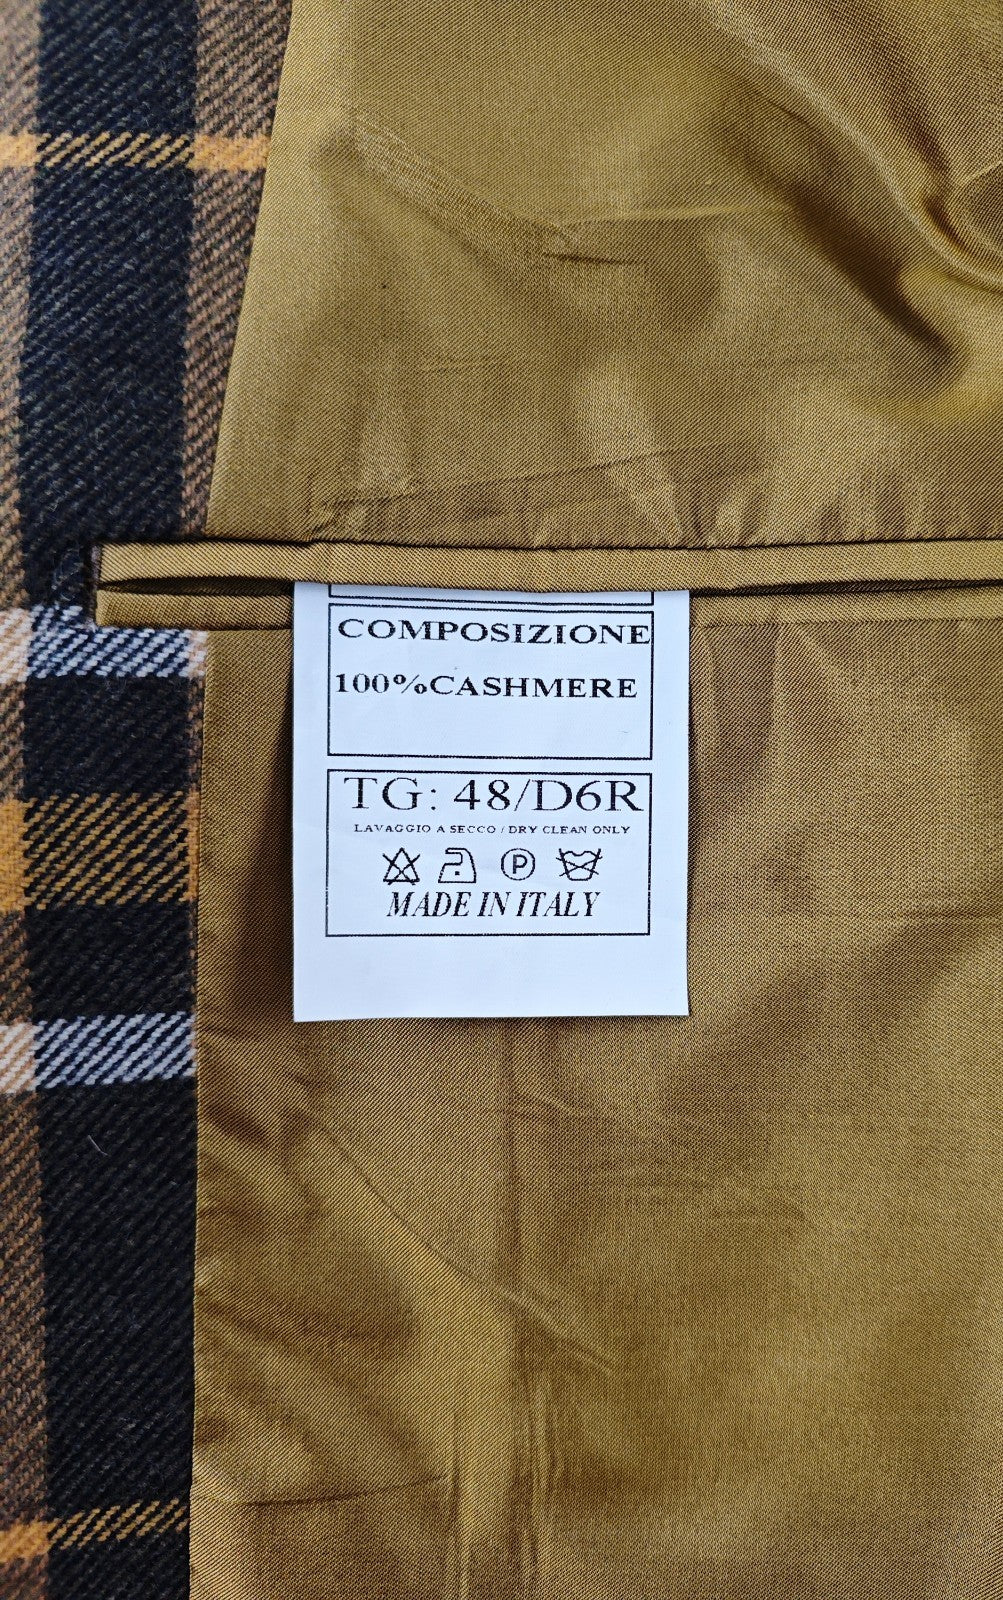 COMPOSIZIONE
100%CASHMERE
TG: 48/D6R
LAVAGGIO A SECCO / DRY CLEAN ONLY
P
MADE IN ITALY